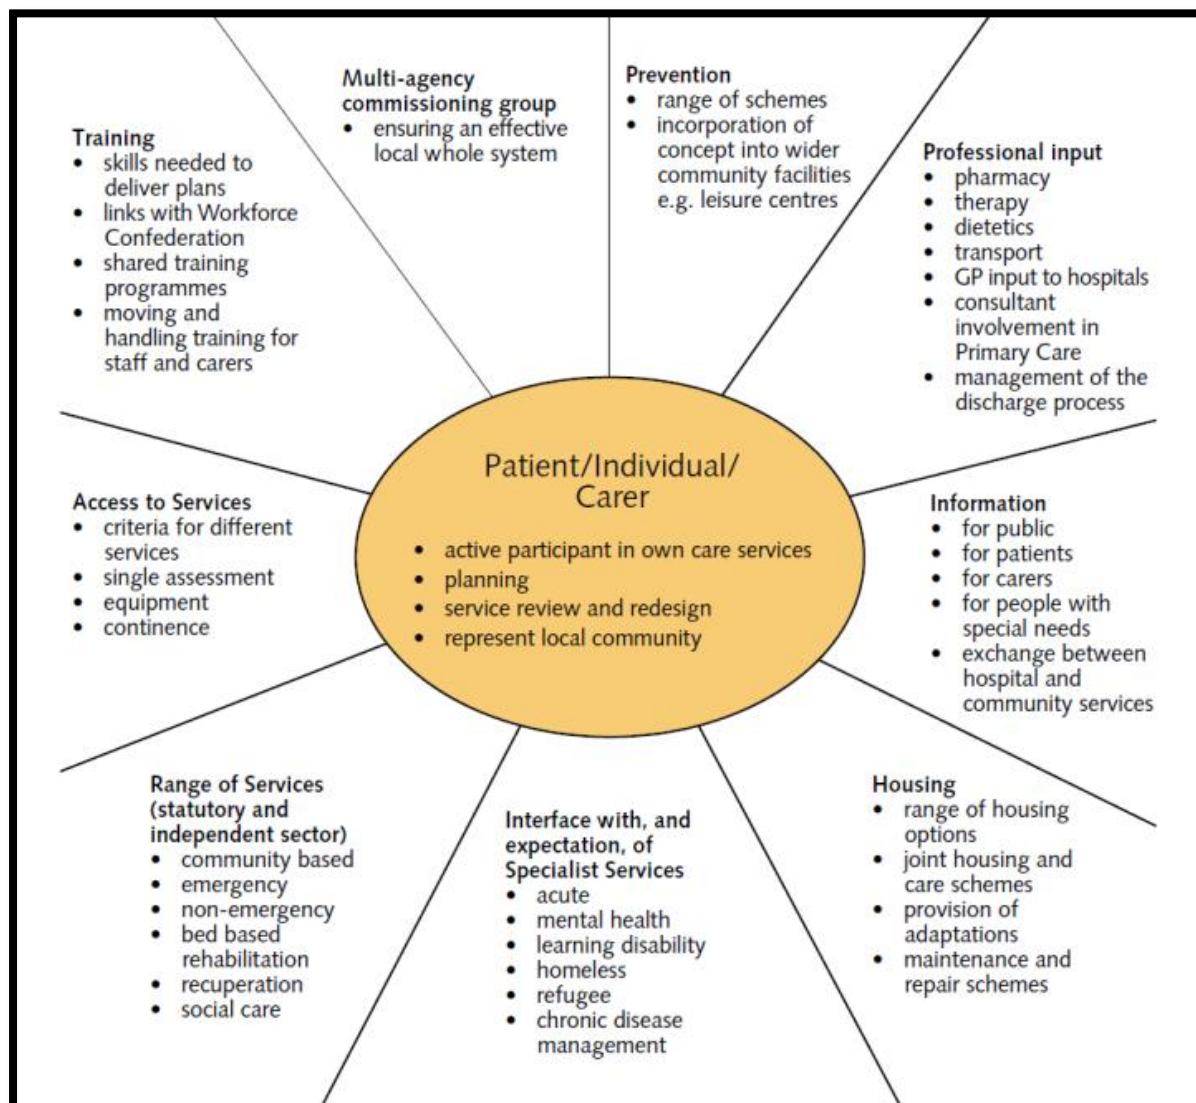 Multi-agency
commissioning group
• ensuring an effective
local whole system
Prevention
• range of schemes
• incorporation of
concept into wider
community facilities
e.g. leisure centres
Professional input
• pharmacy
• therapy
• dietetics
• transport
• GP input to hospitals
• consultant
involvement in
Primary Care
• management of the
discharge process
Information
• for public
• for patients
• for carers
• for people with
special needs
• exchange between
hospital and
community services
Housing
• range of housing
options
• joint housing and
care schemes
• provision of
adaptations
• maintenance and
repair schemes
Interface with, and
expectation, of
Specialist Services
• acute
• mental health
• learning disability
• homeless
• refugee
• chronic disease
management
Range of Services
(statutory and
independent sector)
• community based
• emergency
• non-emergency
• bed based
rehabilitation
• recuperation
• social care
Access to Services
• criteria for different
services
• single assessment
• equipment
• continence
Training
• skills needed to
deliver plans
• links with Workforce
Confederation
• shared training
programmes
• moving and
handling training for
staff and carers
Patient/Individual/
Carer
• active participant in own care services
• planning
• service review and redesign
• represent local community